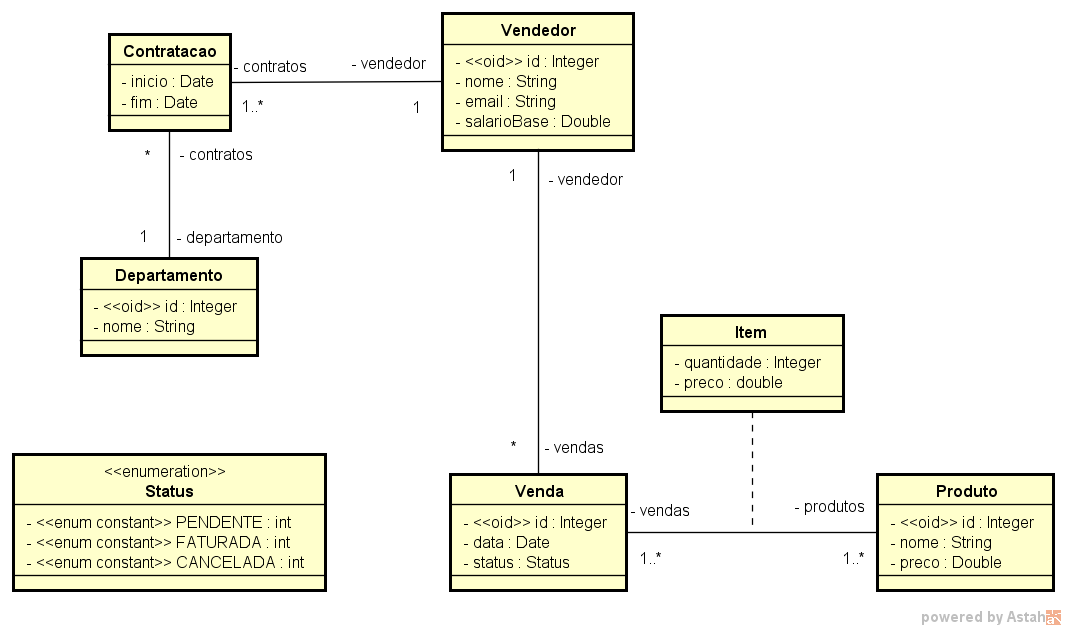 Contratacao
- inicio : Date
- fim : Date
- contratos
1..*
- vendedor
1
Vendedor
- <<oid>> id : Integer
- nome : String
- email : String
- salarioBase : Double
*
- contratos
1
- departamento
Departamento
- <<oid>> id : Integer
- nome : String
1
- vendedor
*
- vendas
Item
- quantidade : Integer
- preco : double
<<enumeration>>
Status
- <<enum constant>> PENDENTE : int
- <<enum constant>> FATURADA : int
- <<enum constant>> CANCELADA : int
Venda
- <<oid>> id : Integer
- data : Date
- status : Status
- vendas
1..*
- produtos
1..*
Produto
- <<oid>> id : Integer
- nome : String
- preco : Double
powered by Astah